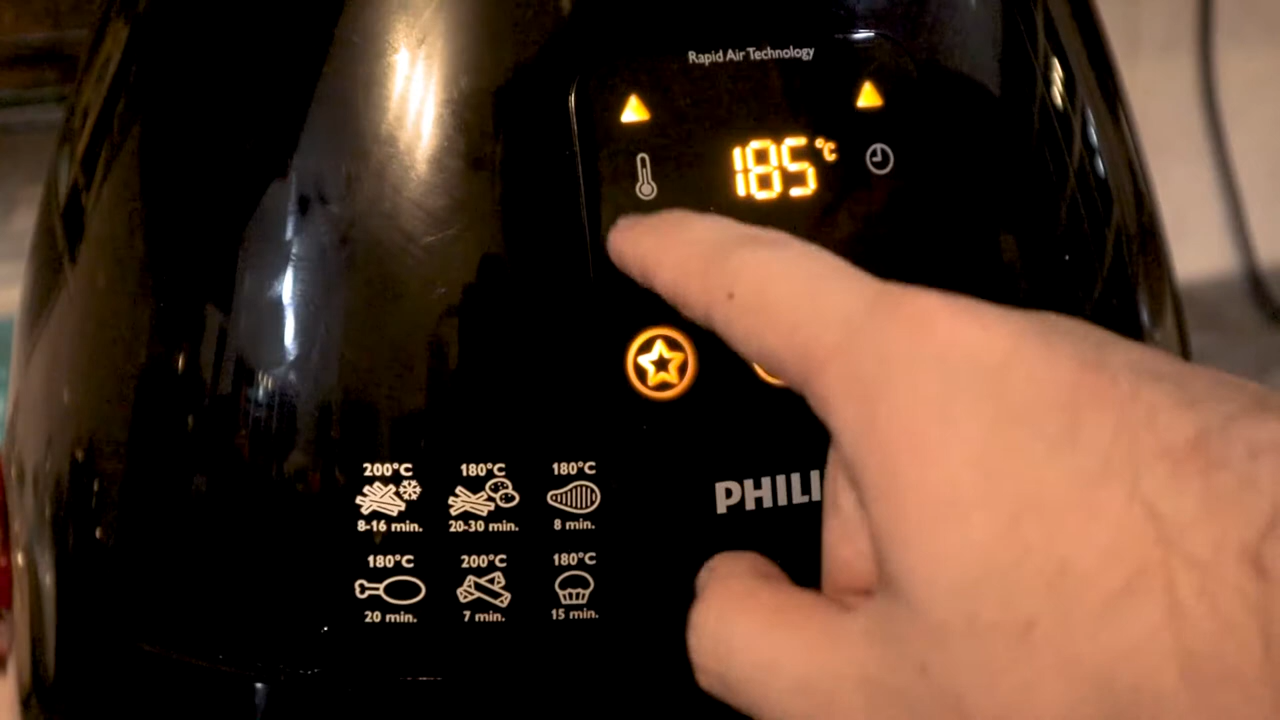 Rapid Air Technology
185°C
200°C 180°C 180°C
8-16 min. 20-30 min. 8 min.
180°C 200°C 180°C
20 min. 7 min. 15 min.
PHILI